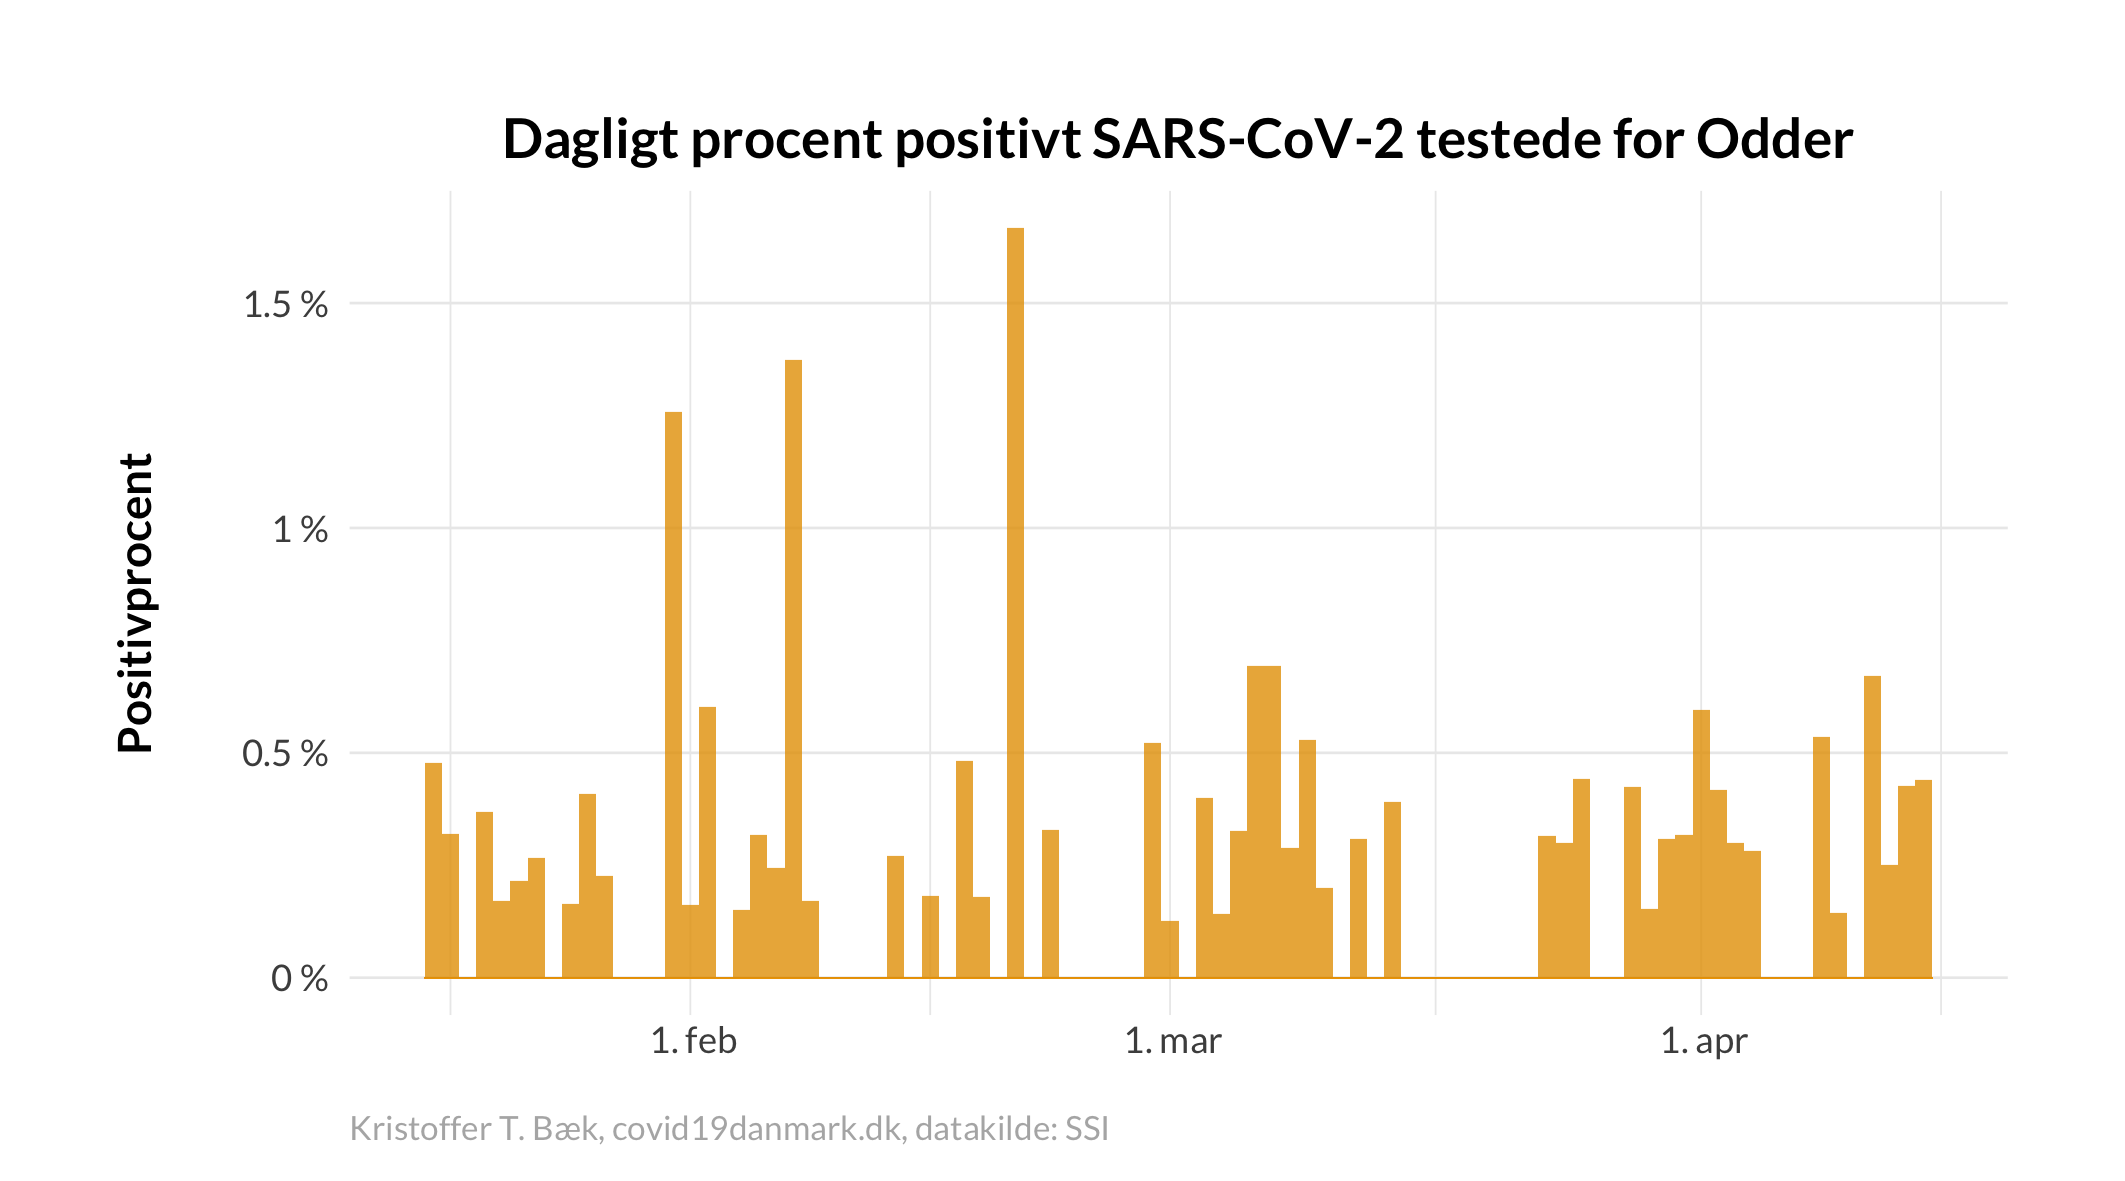 Dagligt procent positivt SARS-CoV-2 testede for Odder
Positivprocent
1.5 %
1 %
0.5 %
0 %
1. feb
1. mar
1. apr
Kristoffer T. Bæk, covid19danmark.dk, datakilde: SSI